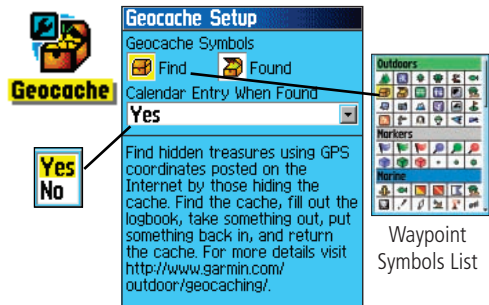 Geocache
Yes
No
Geocache Setup
Geocache Symbols
Find Found
Calendar Entry When Found
Yes
Find hidden treasures using GPS
coordinates posted on the
Internet by those hiding the
cache. Find the cache, fill out the
logbook, take something out, put
something back in, and return
the cache. For more details visit
http://www.garmin.com/
outdoor/geocaching/.
Outdoors
Markers
Marine
Waypoint
Symbols List